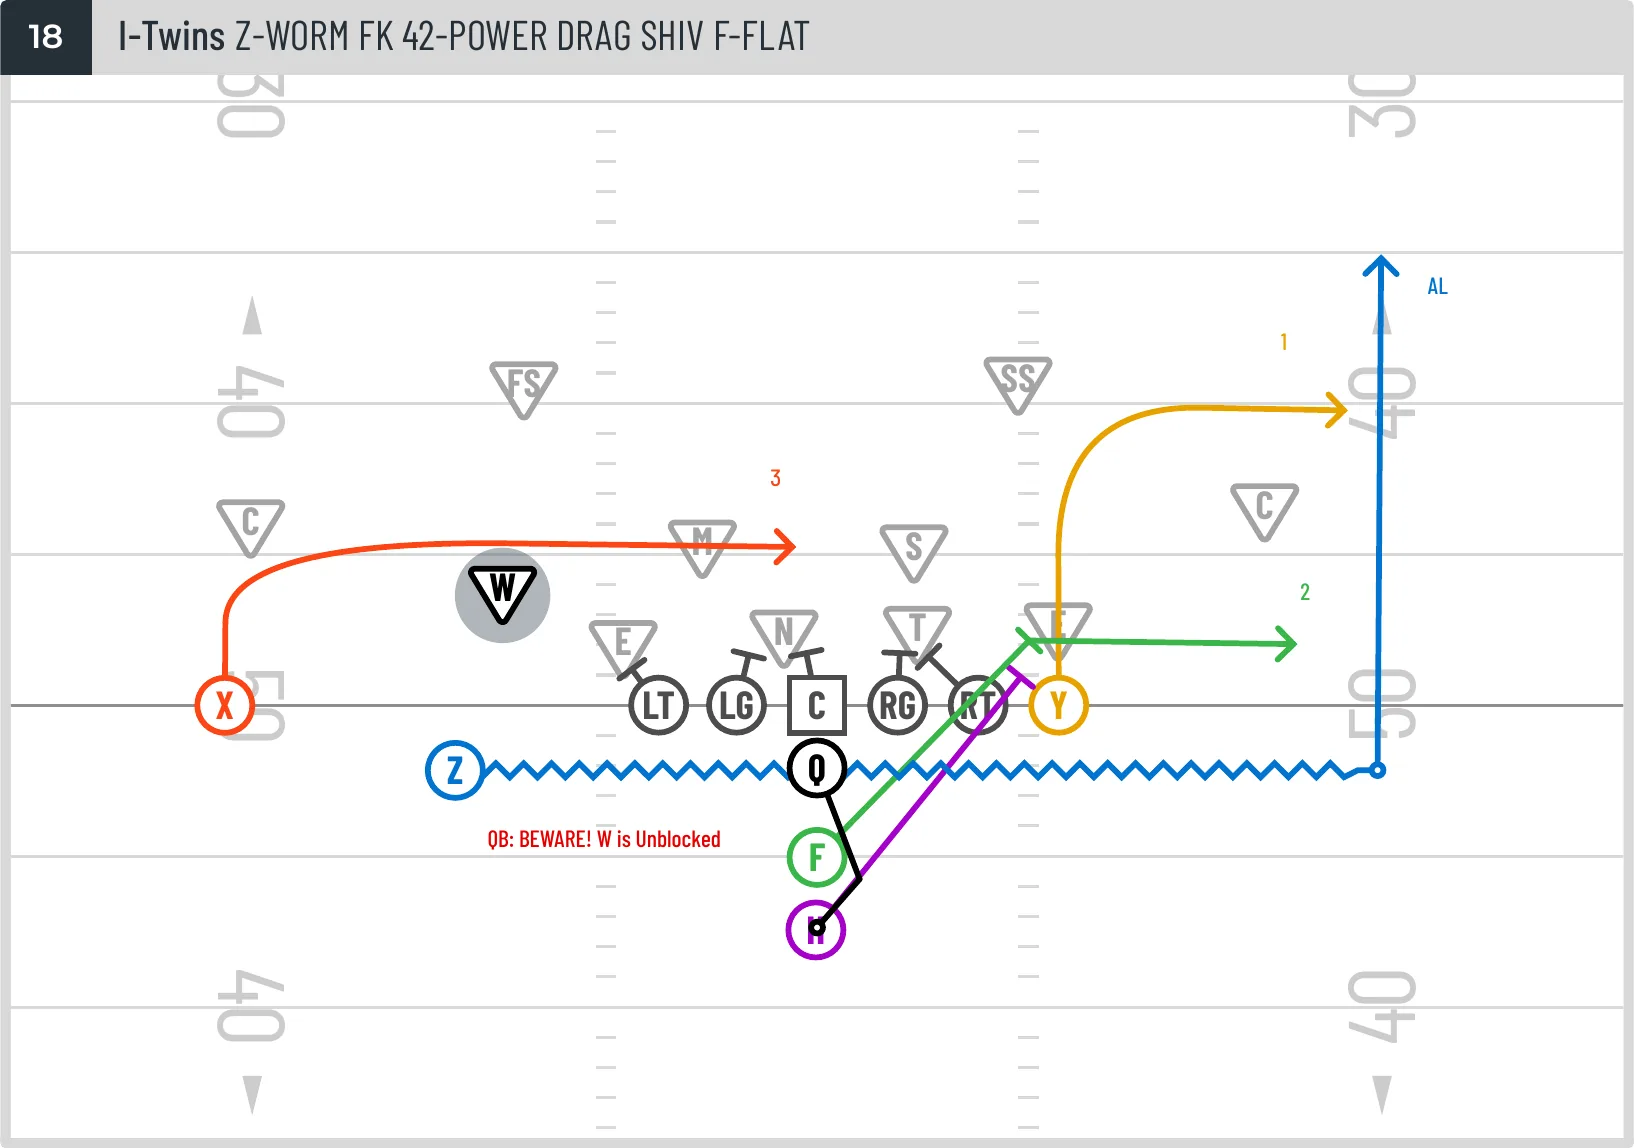 18
I-Twins Z-WORM FK 42-POWER DRAG SHIV F-FLAT
30
30
AL
1
FS
SS
40
40
3
C
C
M
S
W
2
E
N
T
E
X
LT
LG
C
RG
RT
Y
50
50
Z
Q
QB: BEWARE! W is Unblocked
F
H
40
40